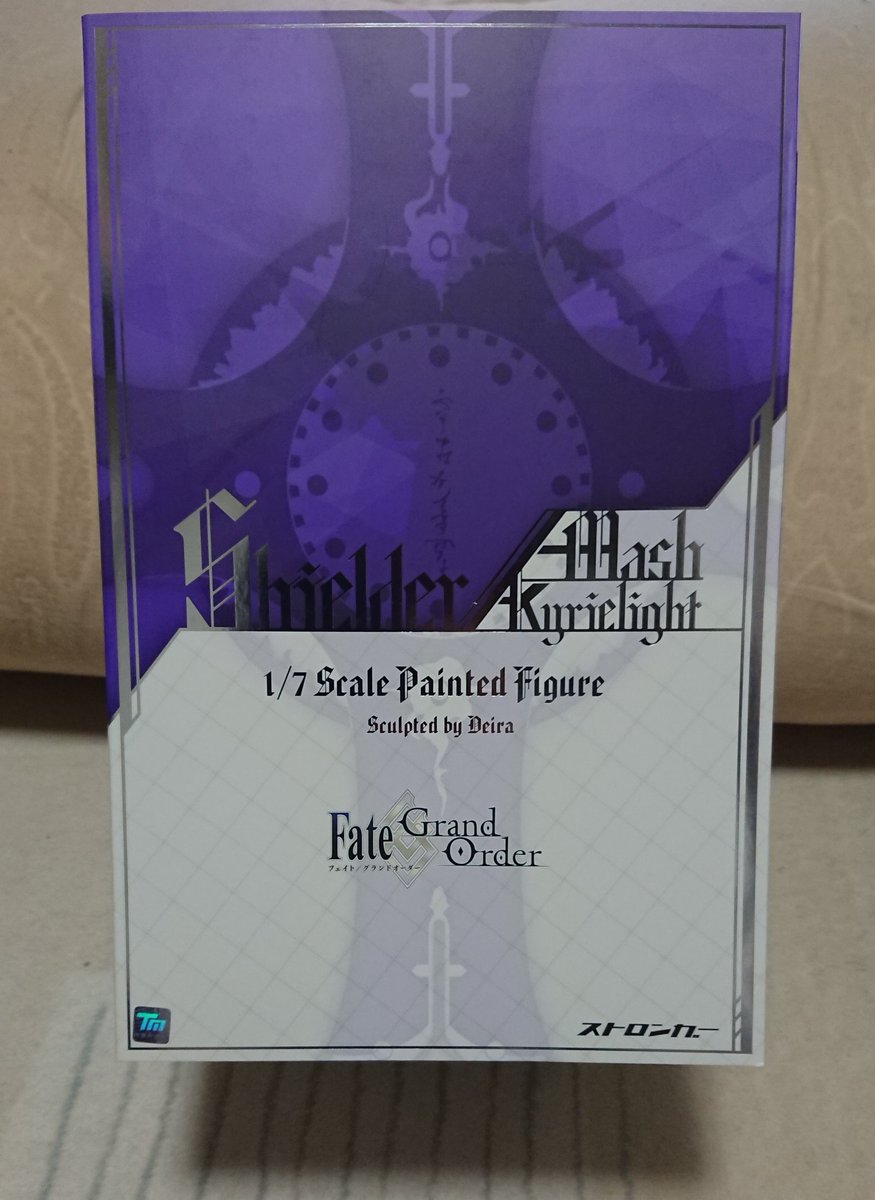 Shielder
Mash
Kyrielight
1/7 Scale Painted Figure
Sculpted by Deira
Fate
Grand
Order
フェイト/グランドオーダー
Tm
ストロンガー